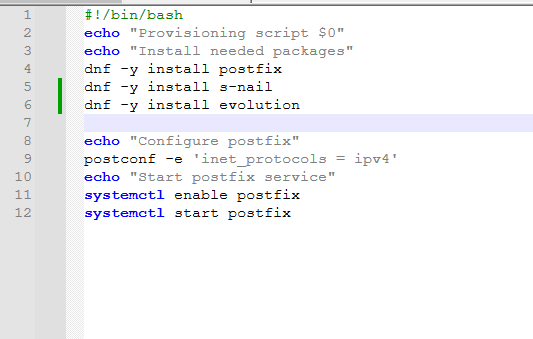 1 #!/bin/bash
2 echo "Provisioning script $0"
3 echo "Install needed packages"
4 dnf -y install postfix
5 dnf -y install s-nail
6 dnf -y install evolution
7
8 echo "Configure postfix"
9 postconf -e 'inet_protocols = ipv4'
10 echo "Start postfix service"
11 systemctl enable postfix
12 systemctl start postfix